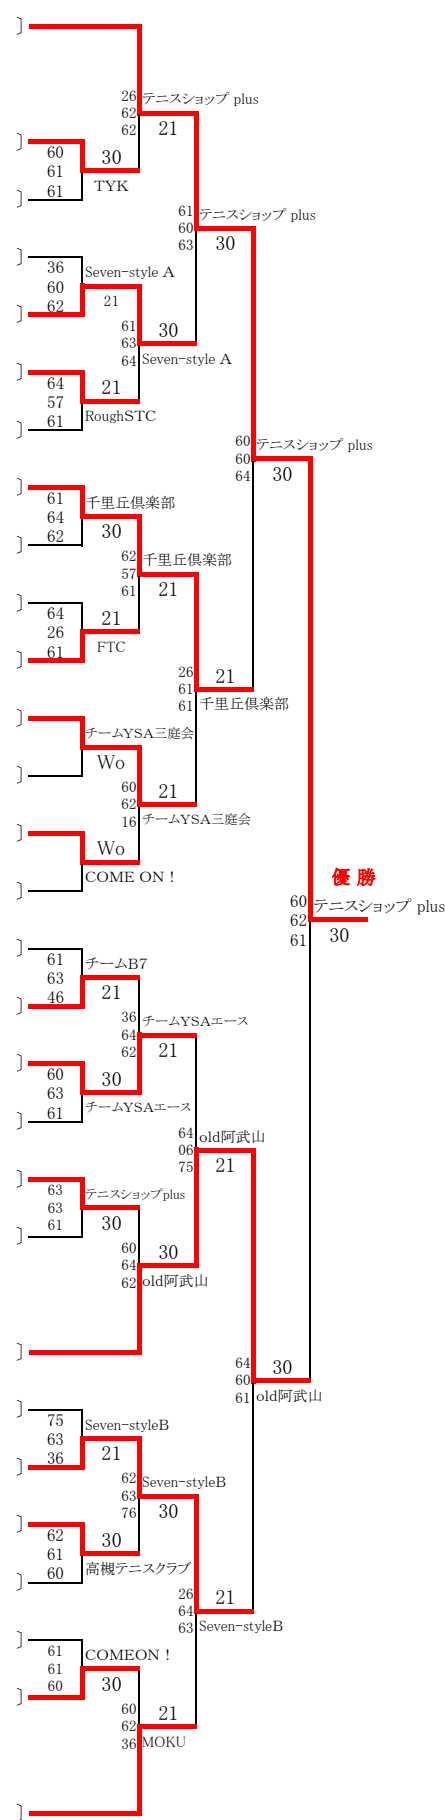 〕
26 テニスショップ plus
62 21
62
〕
60 30
61 TYK
61
〕
61 テニスショップ plus
60 30
63
〕
36 Seven-style A
60 21
62
〕
61 30
63 Seven-style A
64
〕
64 21
57 RoughSTC
61
〕
60 テニスショップ plus
60 30
64
〕
61 千里丘倶楽部
64 30
62
〕
62 千里丘倶楽部
57 21
61
〕
64 21
26 FTC
61
〕
26 21
61 千里丘倶楽部
61
〕
チームYSA三庭会
Wo
〕
60 21
62 チームYSA三庭会
16
〕
Wo
COME ON！
〕
優 勝
60 テニスショップ plus
62 30
61
〕
61 チームB7
63 21
46
〕
36 チームYSAエース
64 21
62
〕
60 30
63 チームYSAエース
61
〕
64 old阿武山
06 21
75
〕
63 テニスショップplus
63 30
61
〕
60 30
64 old阿武山
62
〕
64 30
60 old阿武山
61
〕
75 Seven-styleB
63 21
36
〕
62 Seven-styleB
63 30
76
〕
62 30
61 高槻テニスクラブ
60
〕
26 21
64 Seven-styleB
63
〕
61 COMEON！
61 30
60
〕
60 21
62 MOKU
36
〕